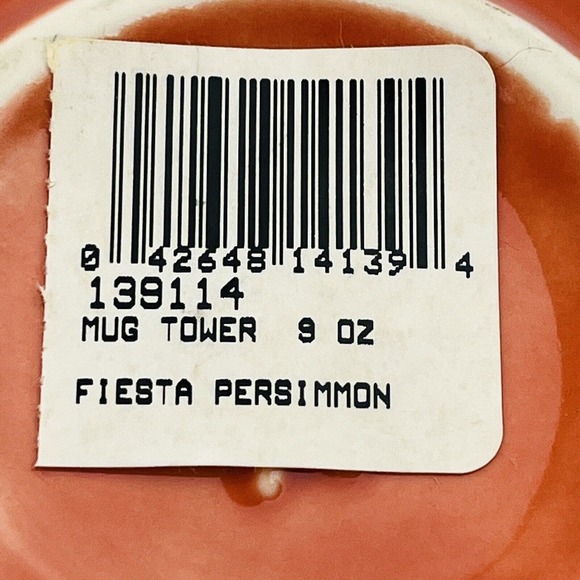 0 42648 14139 4
139114
MUG TOWER 9 OZ
FIESTA PERSIMMON